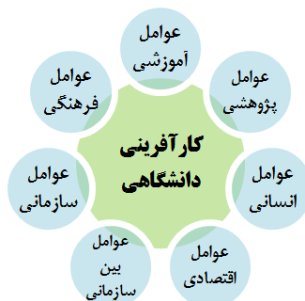 عوامل
آموزشی
عوامل
پژوهشی
عوامل
انسانی
عوامل
اقتصادی
عوامل
بین
سازمانی
عوامل
سازمانی
عوامل
فرهنگی
کارآفرینی
دانشگاهی